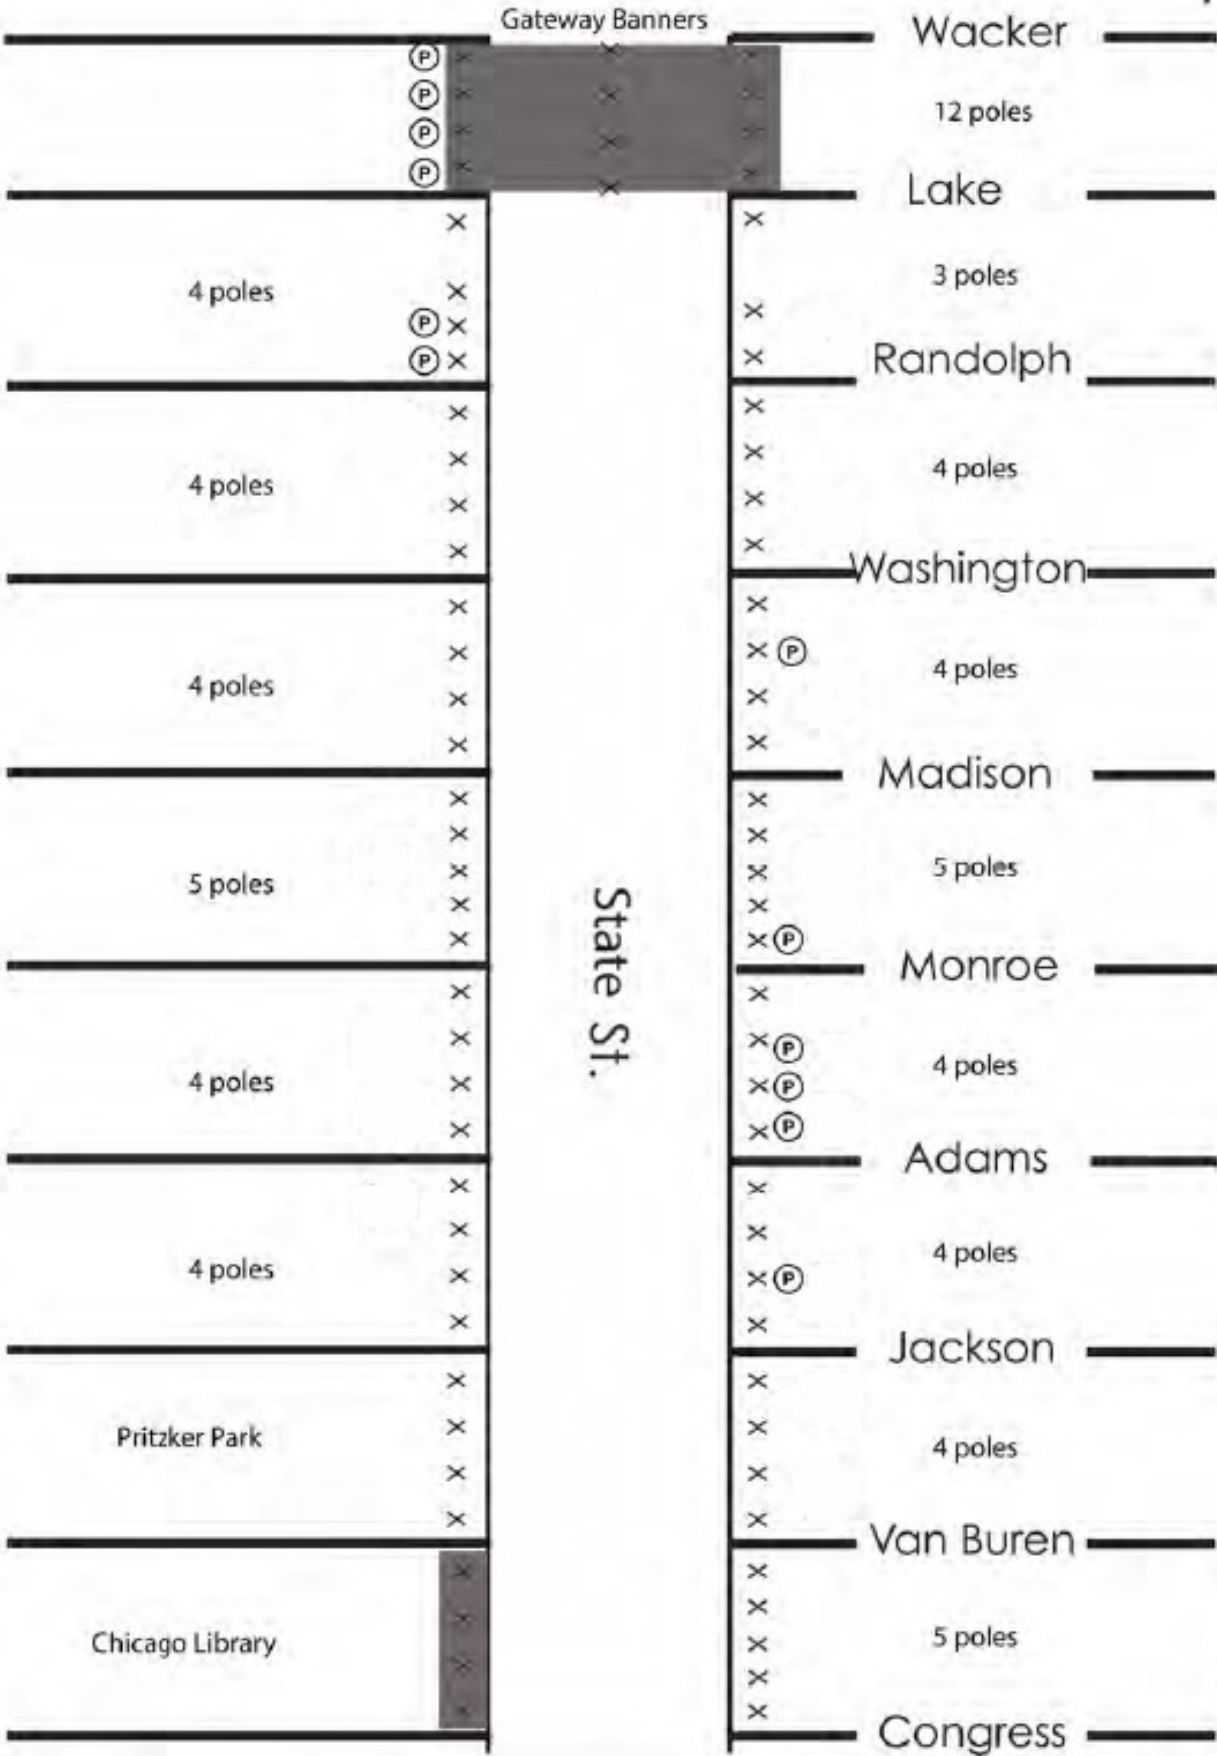 Gateway Banners
Wacker
P
P
P
P
12 poles
Lake
4 poles
3 poles
P
P
Randolph
4 poles
4 poles
Washington
4 poles
P
4 poles
Madison
5 poles
5 poles
P
Monroe
State St.
4 poles
P
P
P
4 poles
Adams
4 poles
P
4 poles
Jackson
Pritzker Park
4 poles
Van Buren
Chicago Library
5 poles
Congress